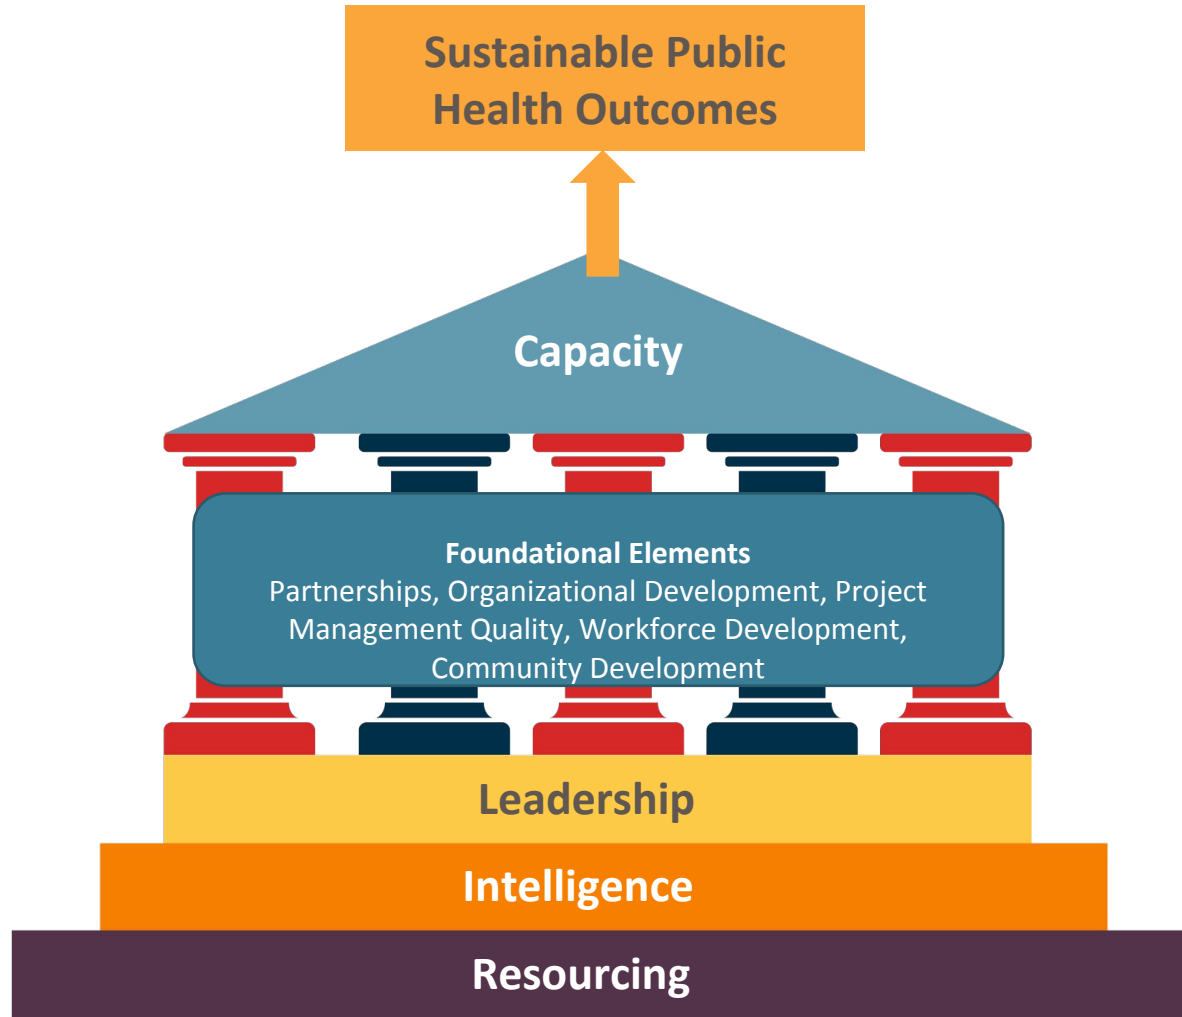 Sustainable Public
Health Outcomes
Capacity
Foundational Elements
Partnerships, Organizational Development, Project
Management Quality, Workforce Development,
Community Development
Leadership
Intelligence
Resourcing